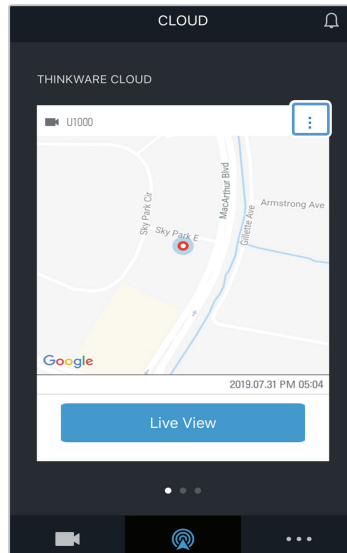 CLOUD
THINKWARE CLOUD
U1000
Sky Park Cir
Sky Park E
MacArthur Blvd
Gillette Ave
Armstrong Ave
Google
2019.07.31 PM 05:04
Live View